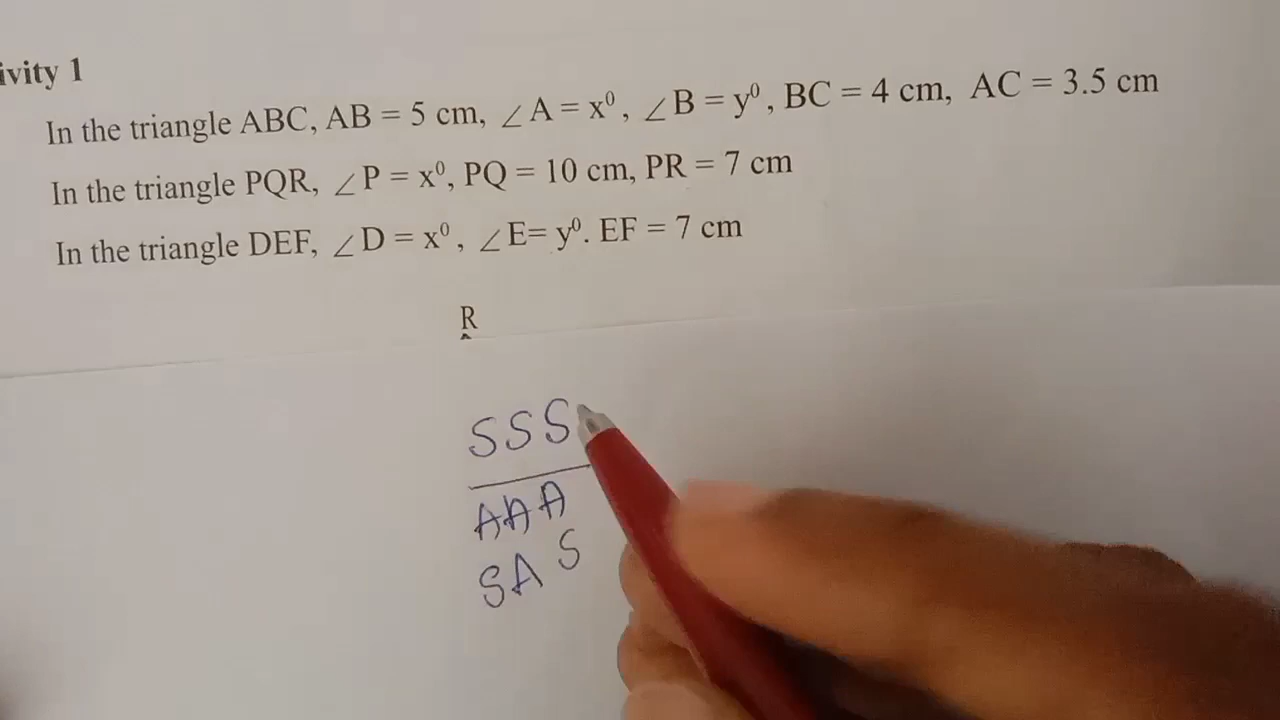 ivity 1
In the triangle ABC, AB = 5 cm, ∠A = x⁰, ∠B = y⁰, BC = 4 cm, AC = 3.5 cm
In the triangle PQR, ∠P = x⁰, PQ = 10 cm, PR = 7 cm
In the triangle DEF, ∠D = x⁰, ∠E= y⁰. EF = 7 cm
R
SSS
AAA
SAS